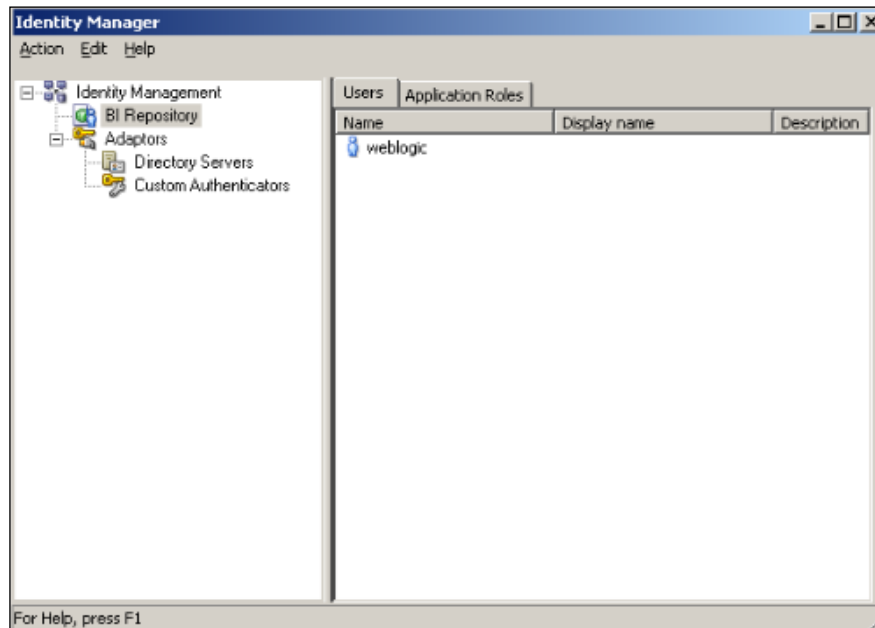 Identity Manager
Action Edit Help
Identity Management
BI Repository
Adaptors
Directory Servers
Custom Authenticators
Users Application Roles
Name Display name Description
weblogic
For Help, press F1